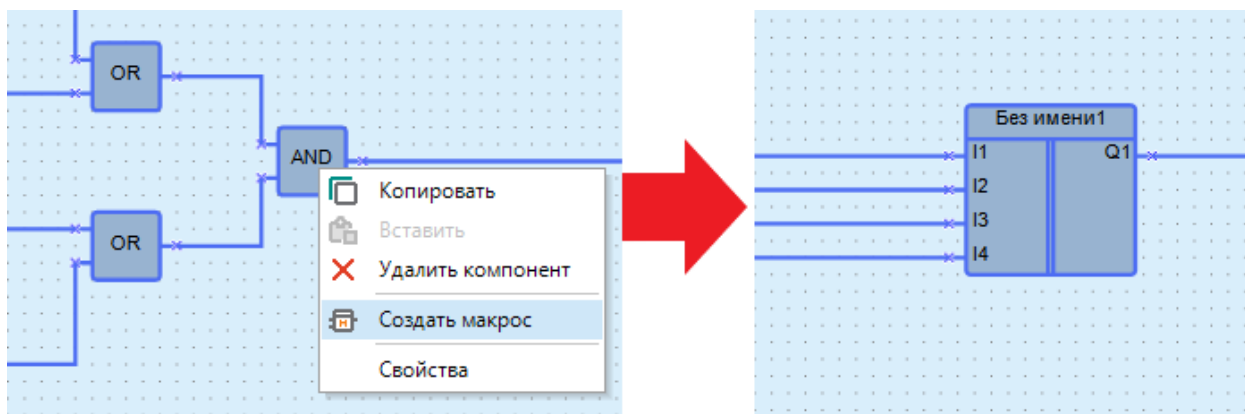 OR
AND
OR
Копировать
Вставить
Удалить компонент
Создать макрос
Свойства
Без имени1
I1 Q1
I2
I3
I4